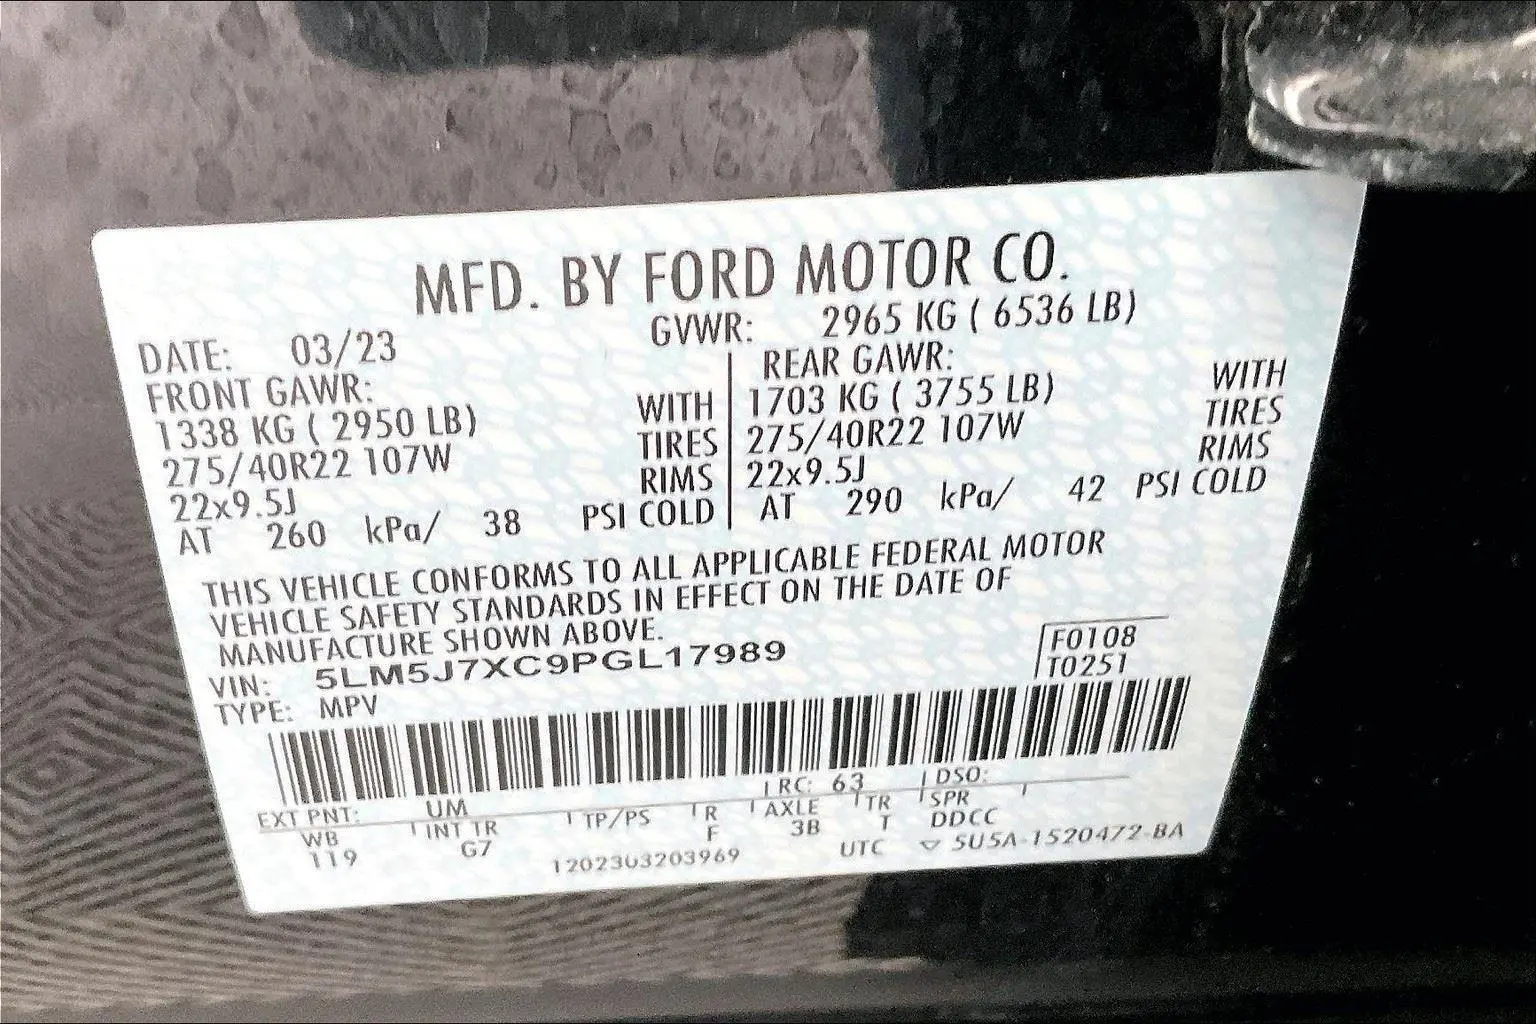 MFD. BY FORD MOTOR CO.
DATE: 03/23 GVWR: 2965 KG ( 6536 LB)
FRONT GAWR: REAR GAWR:
1338 KG ( 2950 LB) WITH 1703 KG ( 3755 LB) WITH
275/40R22 107W TIRES 275/40R22 107W TIRES
22x9.5J RIMS 22x9.5J RIMS
AT 260 kPa/ 38 PSI COLD AT 290 kPa/ 42 PSI COLD
THIS VEHICLE CONFORMS TO ALL APPLICABLE FEDERAL MOTOR
VEHICLE SAFETY STANDARDS IN EFFECT ON THE DATE OF
MANUFACTURE SHOWN ABOVE.
VIN: 5LM5J7XC9PGL17989 F0108
TYPE: MPV T0251
EXT PNT: UM RC: 63 DSO:
WB INT TR TP/PS R AXLE TR SPR
119 G7 F 3B T DDCC
1202303203969 UTC ▽ 5U5A-1520472-BA